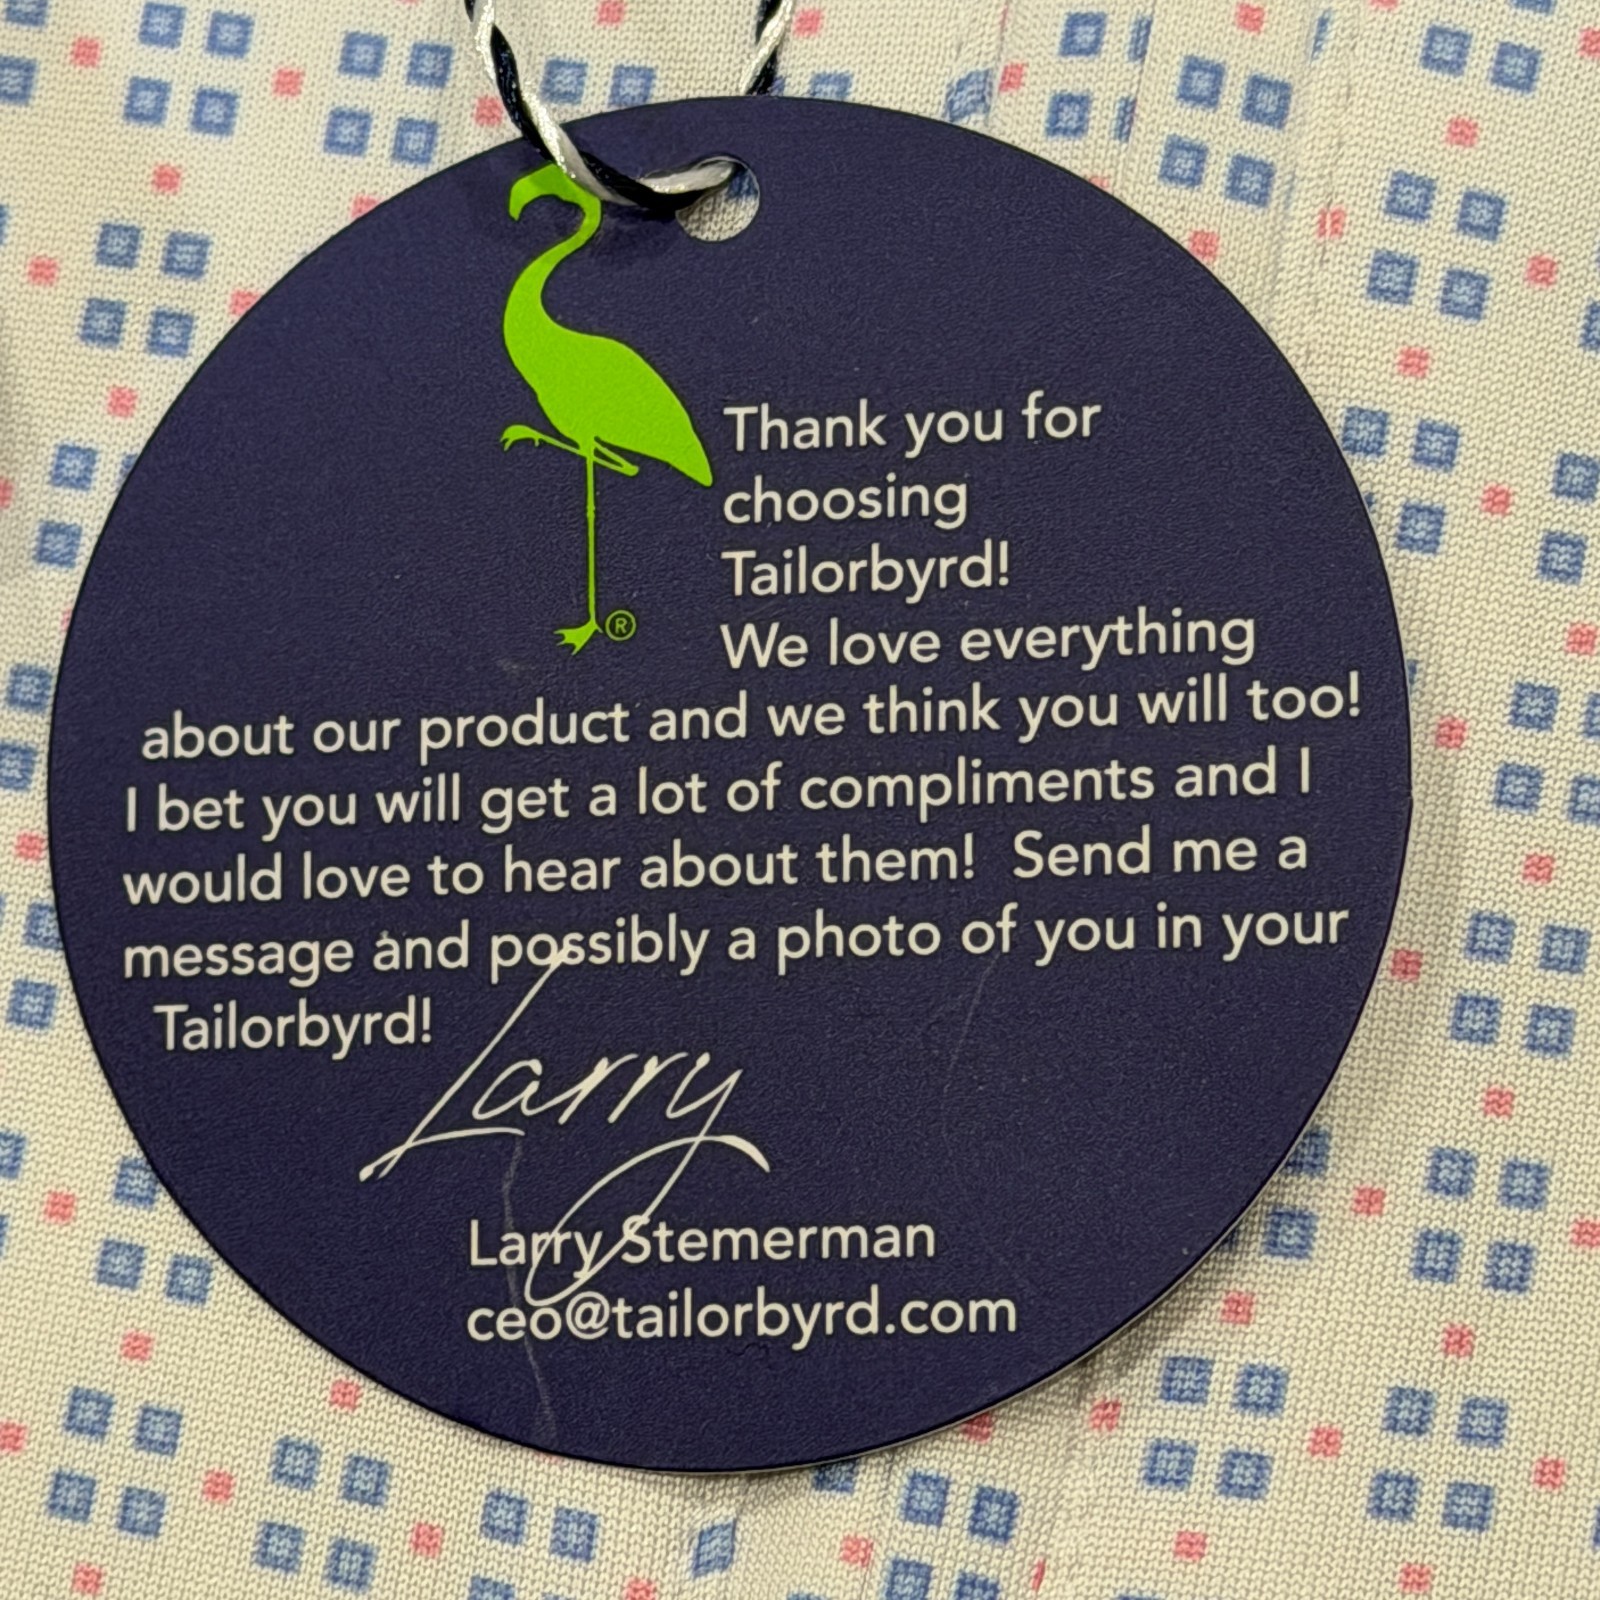 Thank you for
choosing
Tailorbyrd!
We love everything
about our product and we think you will too!
I bet you will get a lot of compliments and I
would love to hear about them! Send me a
message and possibly a photo of you in your
Tailorbyrd!
Larry
Larry Stemerman
ceo@tailorbyrd.com
®